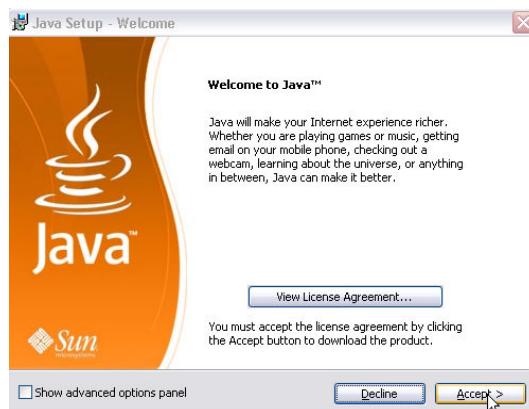 Java Setup - Welcome
Welcome to Java™
Java will make your Internet experience richer.
Whether you are playing games or music, getting
email on your mobile phone, checking out a
webcam, learning about the universe, or anything
in between, Java can make it better.
Java™
View License Agreement...
You must accept the license agreement by clicking
the Accept button to download the product.
Sun
microsystems
Show advanced options panel
Decline
Accept >